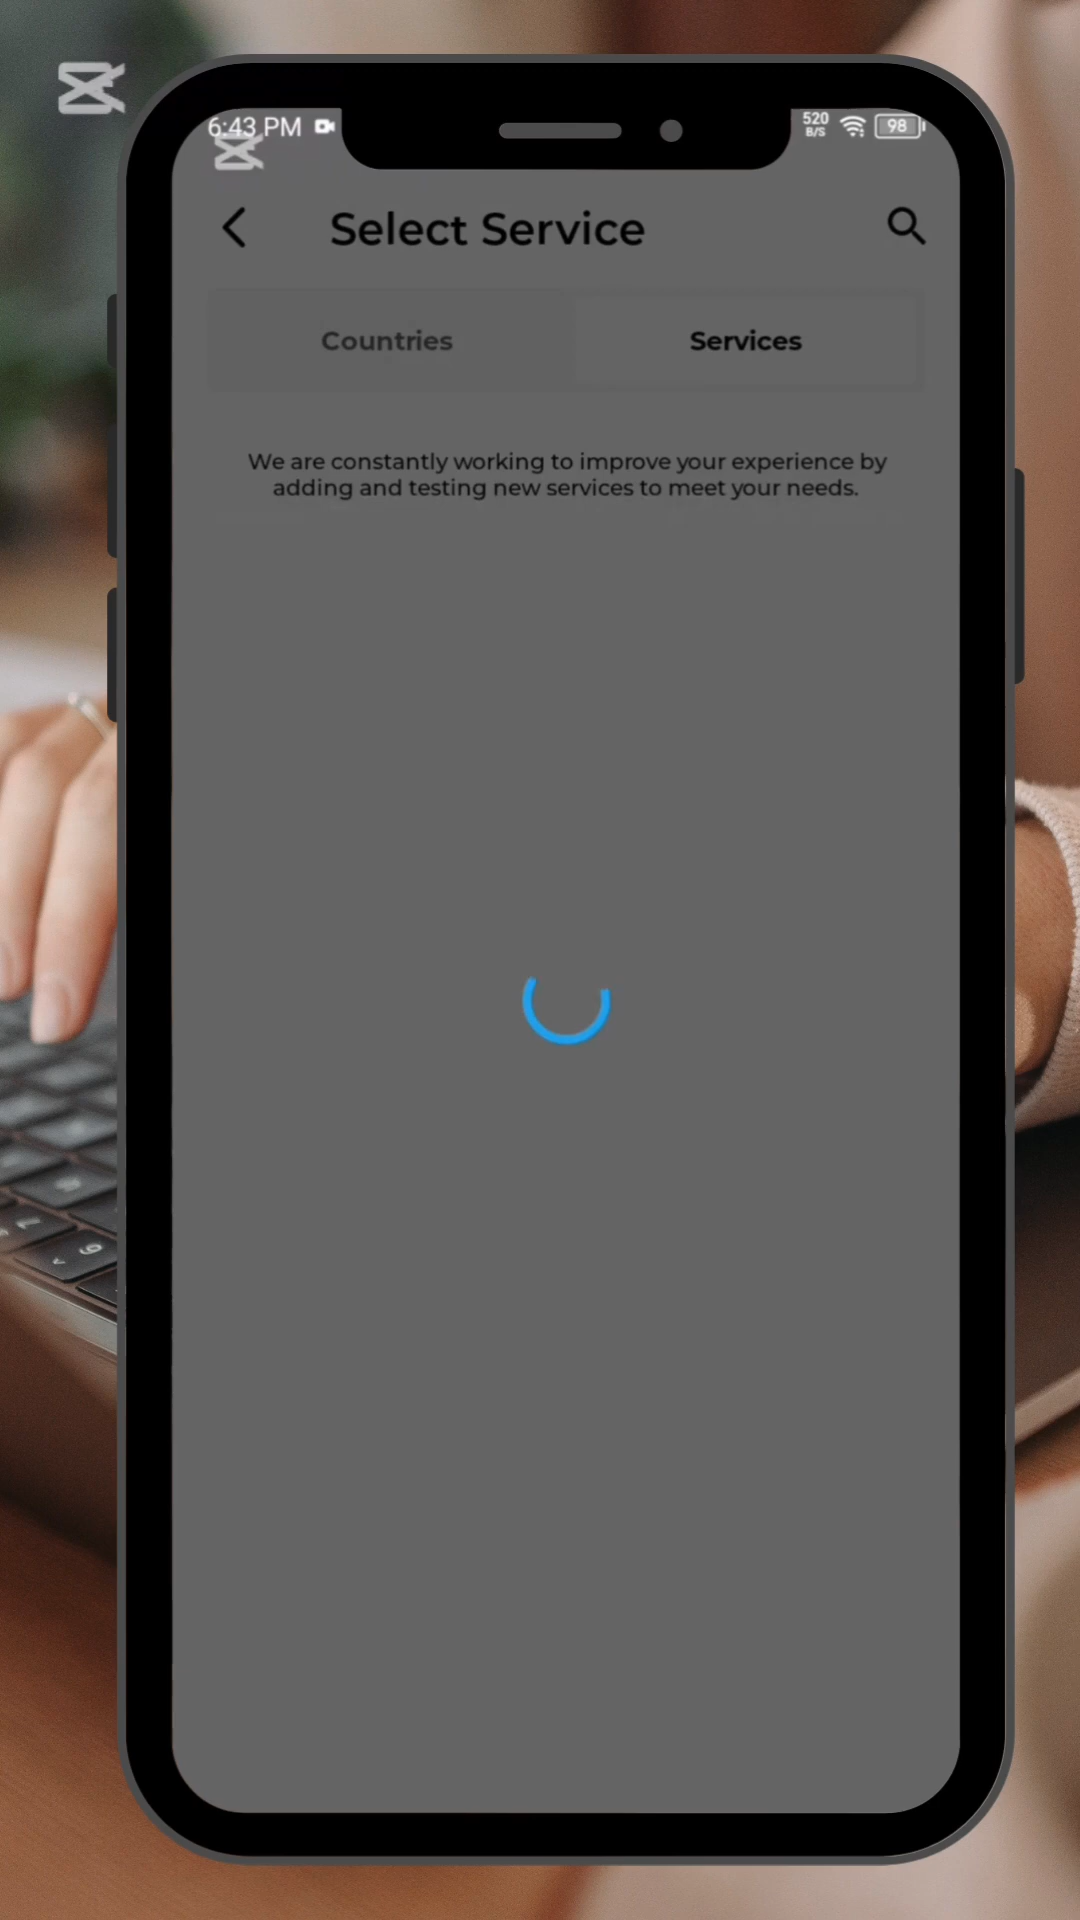 6:43 PM
520
B/S
98
Select Service
Countries
Services
We are constantly working to improve your experience by
adding and testing new services to meet your needs.